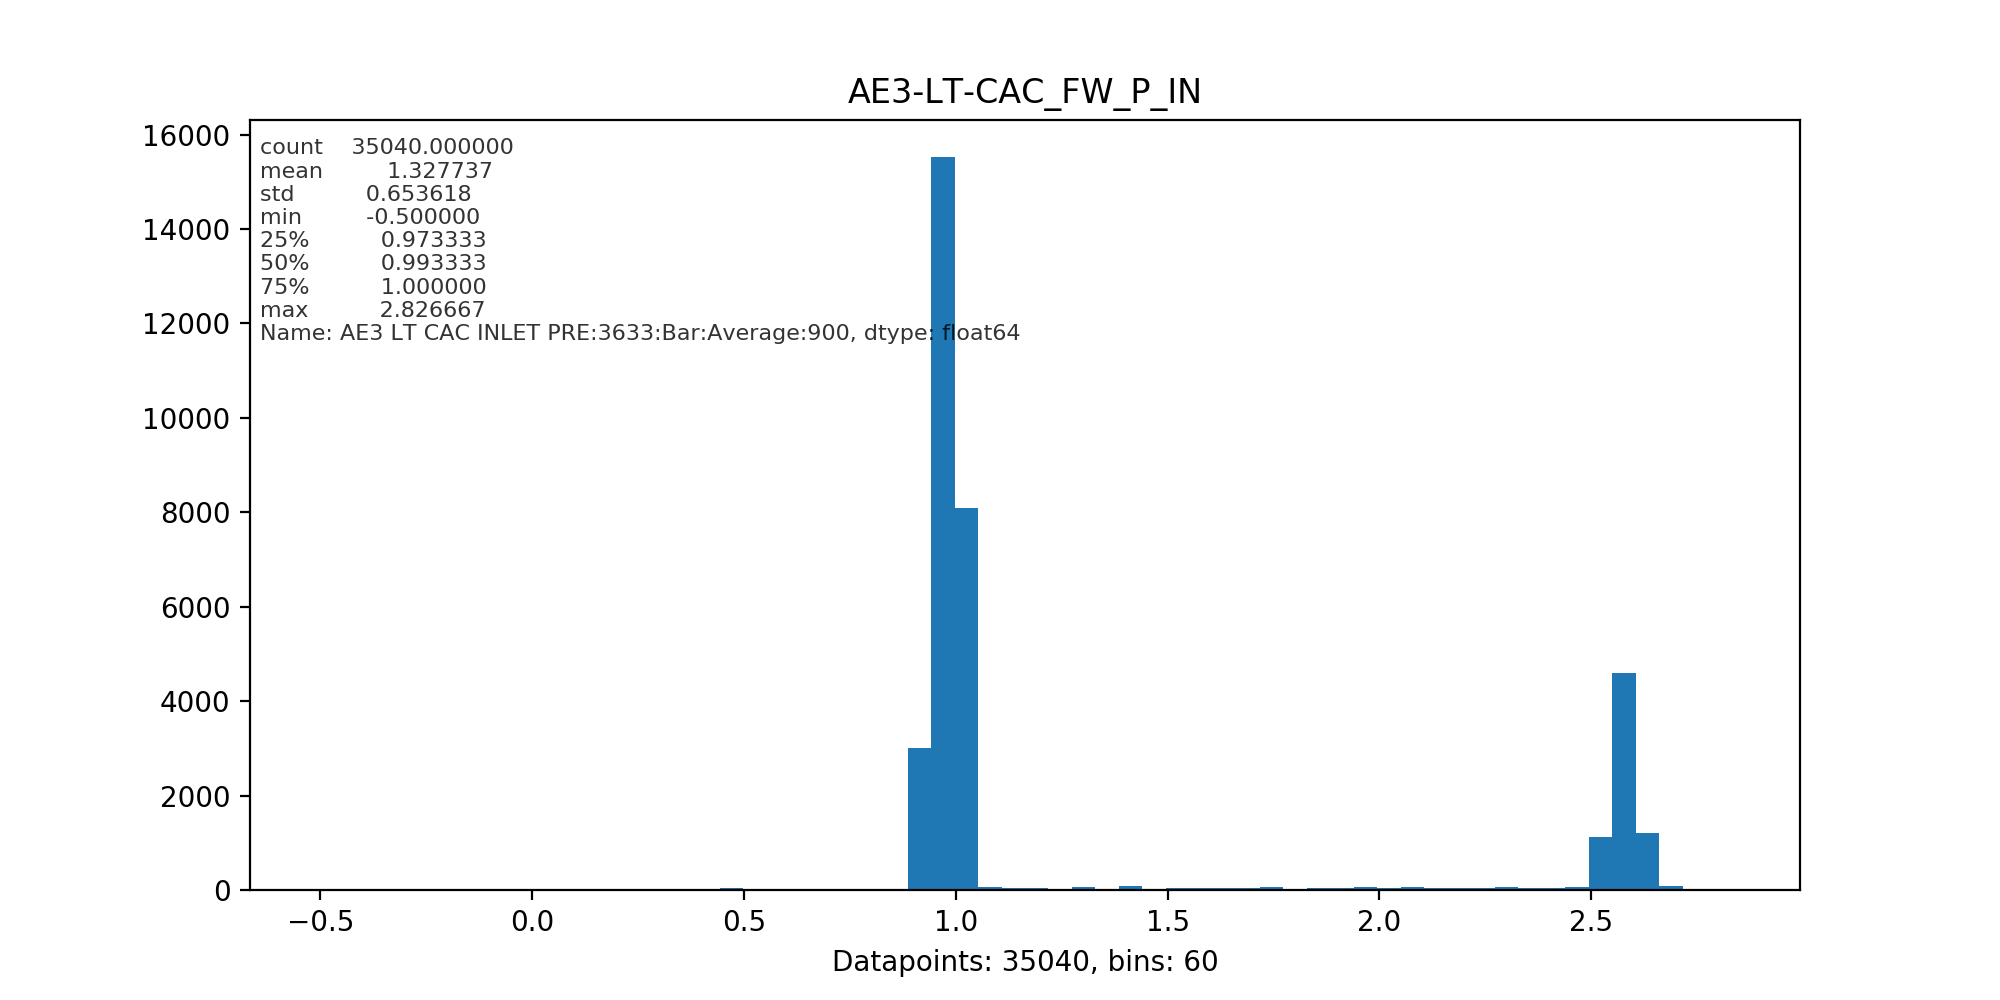 AE3-LT-CAC_FW_P_IN
16000
14000
12000
10000
8000
6000
4000
2000
0
count 35040.000000
mean 1.327737
std 0.653618
min -0.500000
25% 0.973333
50% 0.993333
75% 1.000000
max 2.826667
Name: AE3 LT CAC INLET PRE:3633:Bar:Average:900, dtype: float64
−0.5 0.0 0.5 1.0 1.5 2.0 2.5
Datapoints: 35040, bins: 60